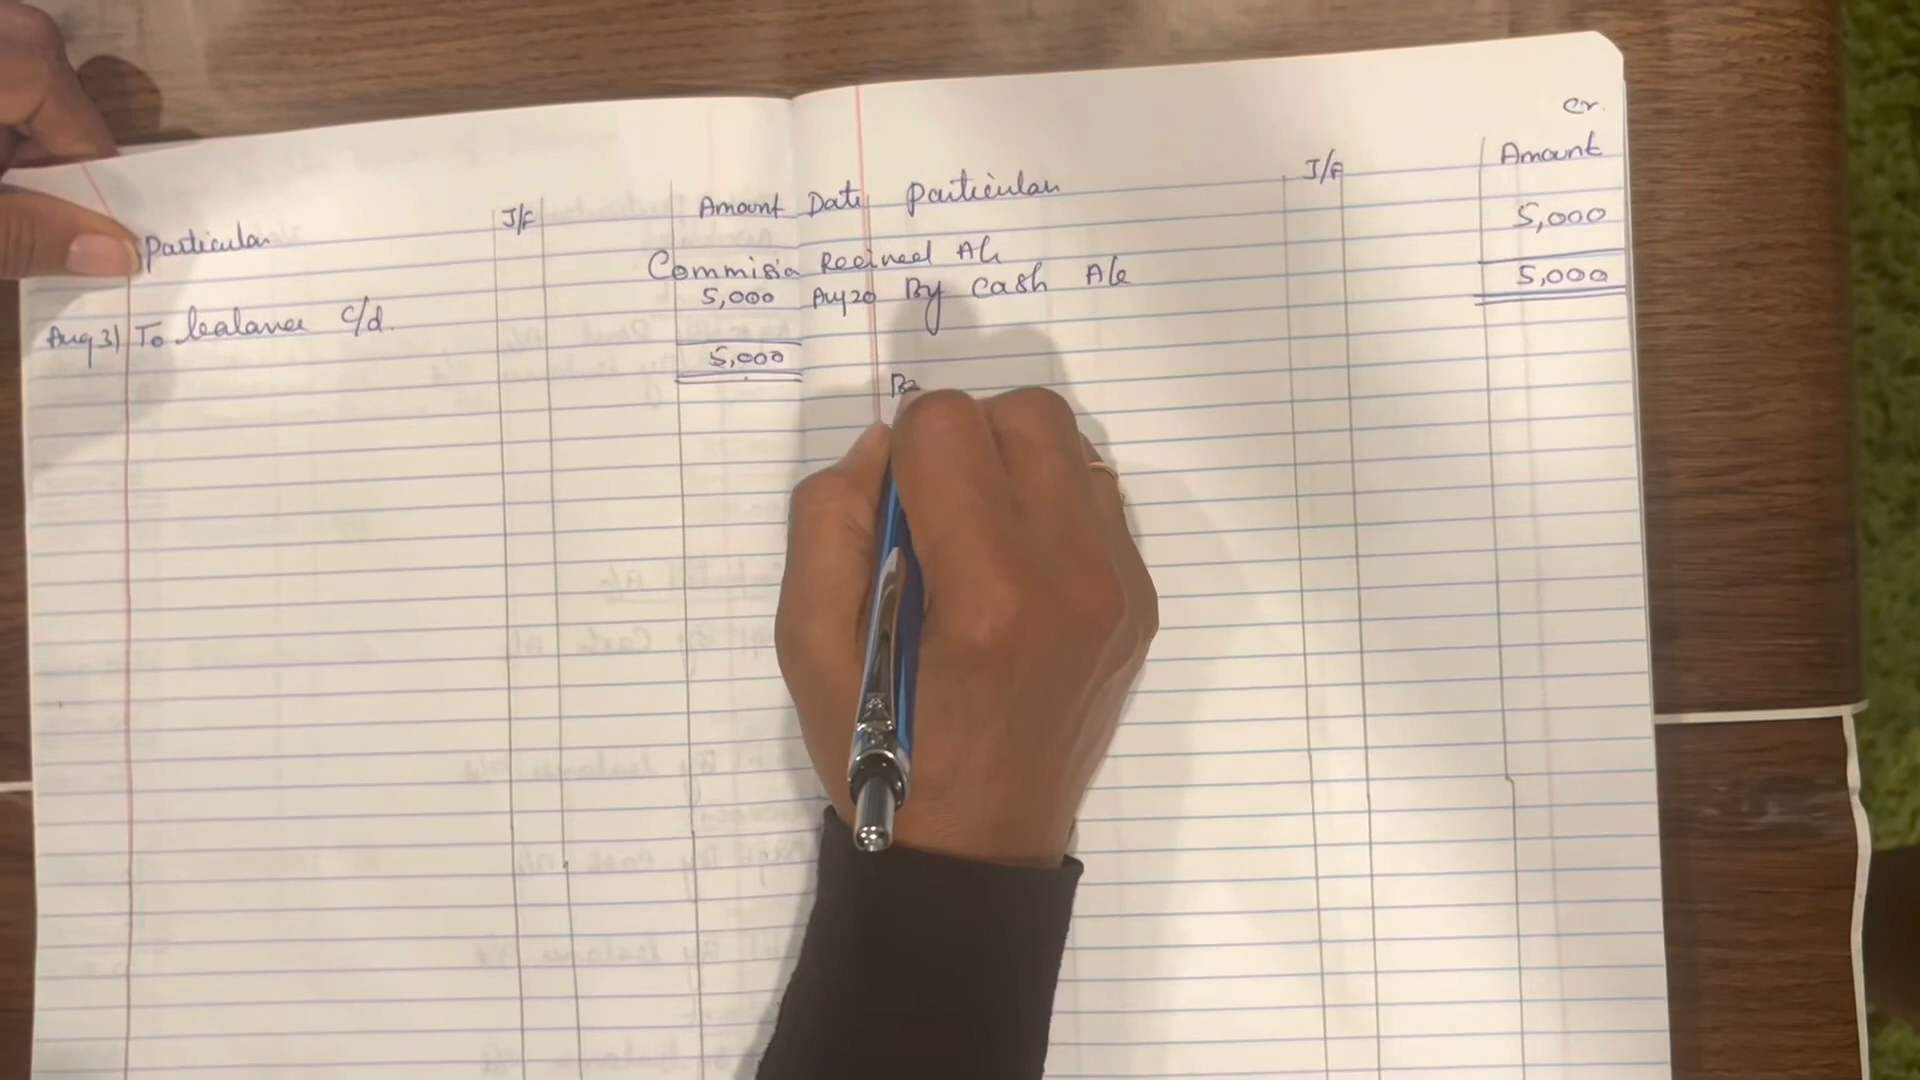 Cr.
Particular J/F Amount Date Particular J/F Amount
Commisia Received A/c
Aug 31 To balance c/d. 5,000 Aug 20 By Cash A/c 5,000
5,000 5,000